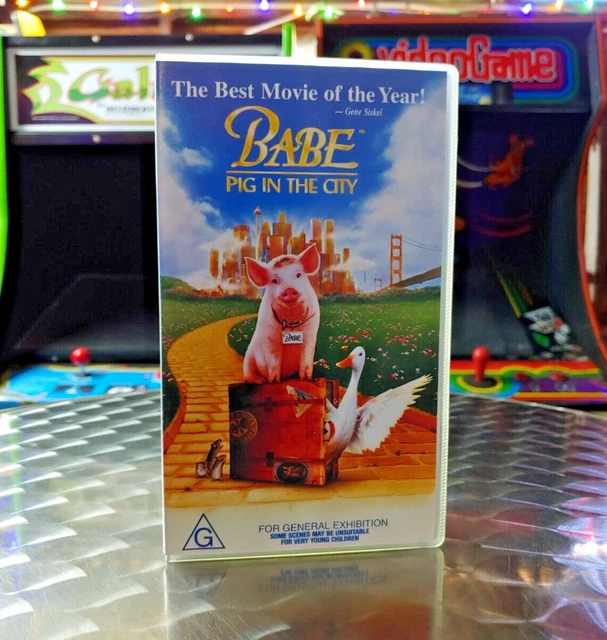 videoGame
The Best Movie of the Year!
— Gene Siskel
BABE™
PIG IN THE CITY
BABE
G
FOR GENERAL EXHIBITION
SOME SCENES MAY BE UNSUITABLE
FOR VERY YOUNG CHILDREN